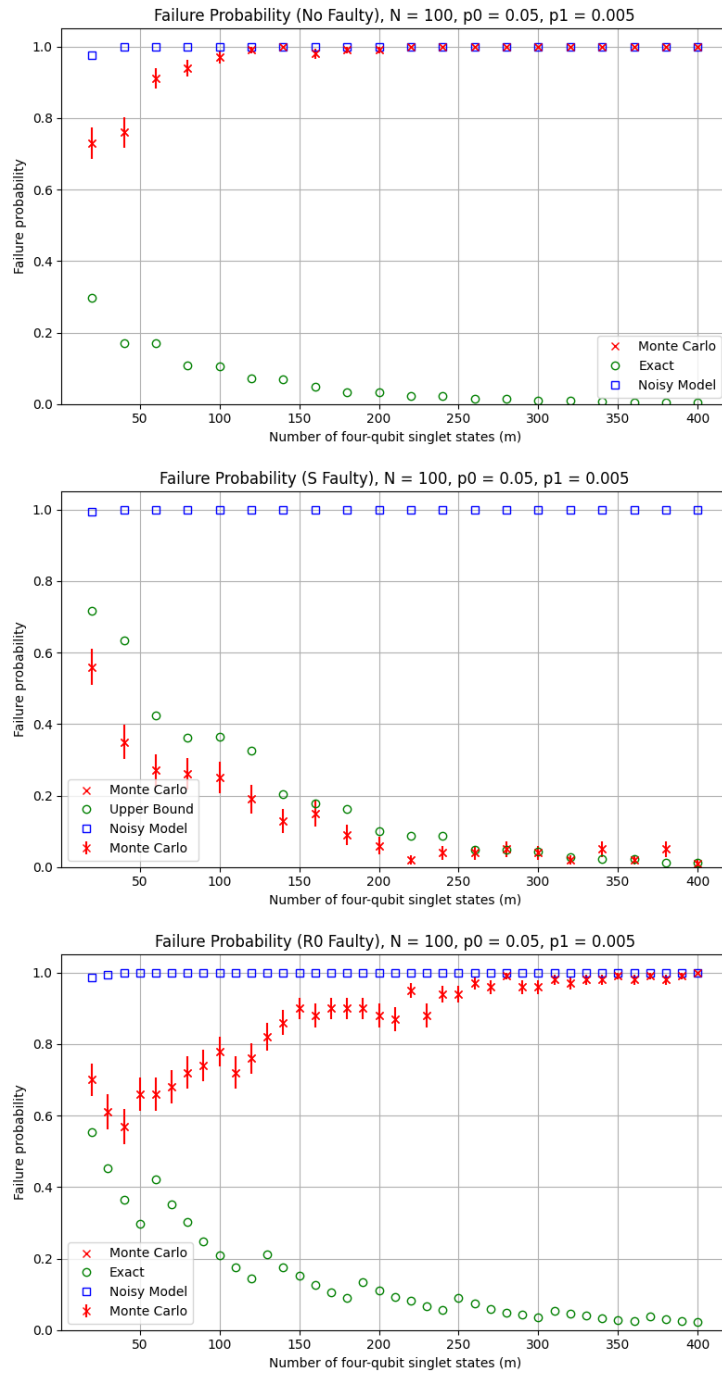 Failure Probability (No Faulty), N = 100, p0 = 0.05, p1 = 0.005
1.0
0.8
0.6
0.4
0.2
0.0
Failure probability
Monte Carlo
Exact
Noisy Model
50 100 150 200 250 300 350 400
Number of four-qubit singlet states (m)
Failure Probability (S Faulty), N = 100, p0 = 0.05, p1 = 0.005
1.0
0.8
0.6
0.4
0.2
0.0
Failure probability
Monte Carlo
Upper Bound
Noisy Model
Monte Carlo
50 100 150 200 250 300 350 400
Number of four-qubit singlet states (m)
Failure Probability (R0 Faulty), N = 100, p0 = 0.05, p1 = 0.005
1.0
0.8
0.6
0.4
0.2
0.0
Failure probability
Monte Carlo
Exact
Noisy Model
Monte Carlo
50 100 150 200 250 300 350 400
Number of four-qubit singlet states (m)